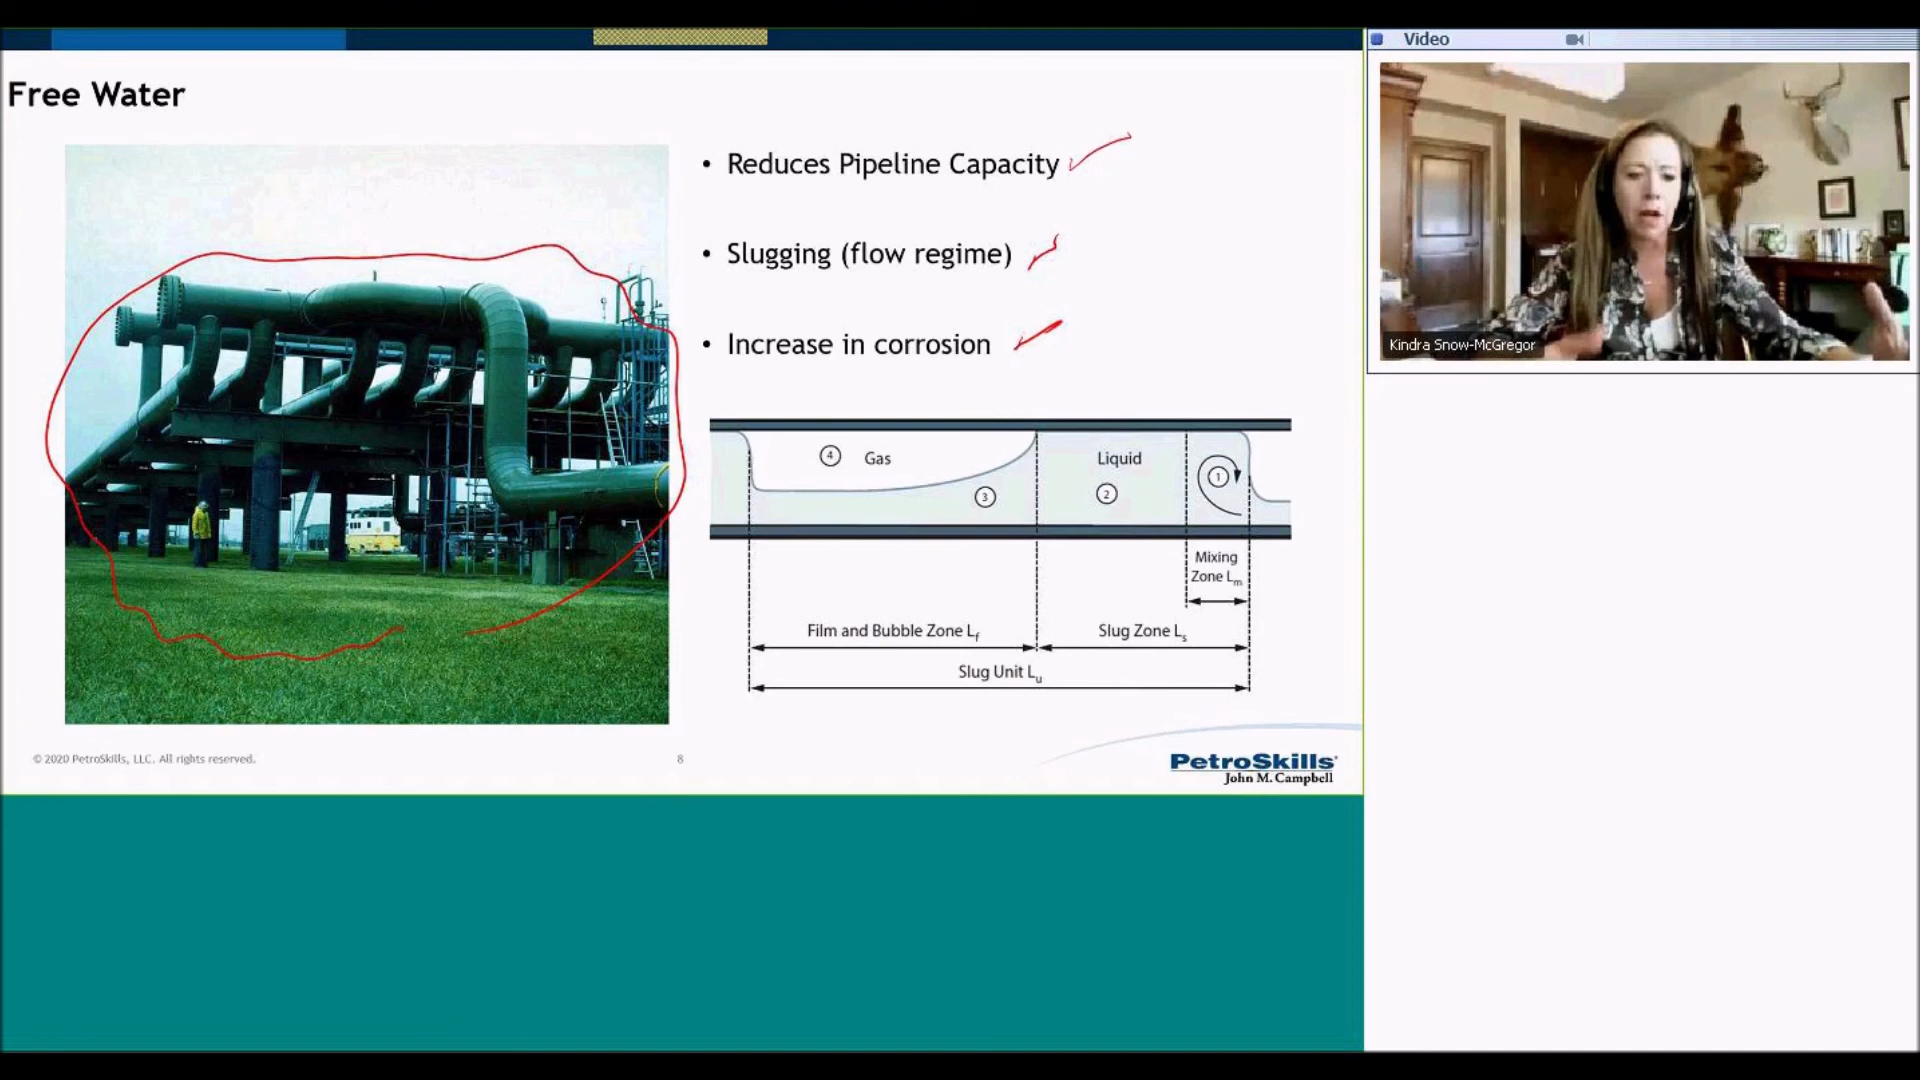 Free Water
• Reduces Pipeline Capacity
• Slugging (flow regime)
• Increase in corrosion
4 Gas
Liquid
1
3
2
Mixing
Zone Lm
Film and Bubble Zone Lf
Slug Zone Ls
Slug Unit Lu
© 2020 PetroSkills, LLC. All rights reserved.
8
PetroSkills
John M. Campbell
Video
Kindra Snow-McGregor